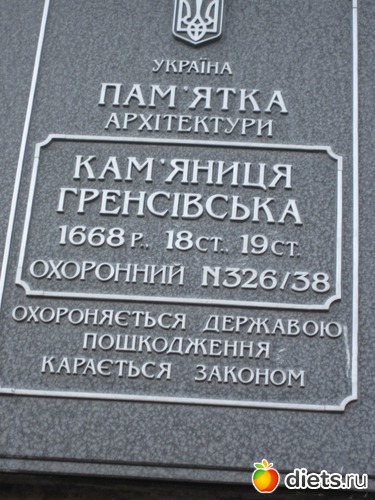 УКРАЇНА
ПАМ'ЯТКА
АРХІТЕКТУРИ
КАМ'ЯНИЦЯ
ГРЕНСІВСЬКА
1668 Р., 18 СТ., 19 СТ.
ОХОРОННИЙ N326/38
ОХОРОНЯЄТЬСЯ ДЕРЖАВОЮ
ПОШКОДЖЕННЯ
КАРАЄТЬСЯ ЗАКОНОМ
diets.ru